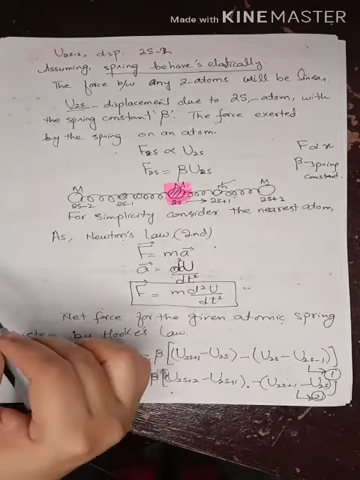 Made with KINEMASTER
U2S-2, disp. 2S-2
Assuming, spring behave's elastically.
The force b/w any 2-atoms will be linear
U2S - displacement due to 2S, -atom, with
the spring constant 'β'. The force exerted
by the spring on an atom.
F2S ∝ U2S
F ∝ x
F2S = βU2S
β → spring
constant.
M M M
2S-2 2S-1 2S 2S+1 2S+2
For simplicity consider the nearest atom,
As, Newton's Law (2nd)
F = ma
F = m d²U/dt²
Net force for the given atomic spring
by Hooke's Law
= β[(U2S+1 - U2S) - (U2S - U2S-1)]
①
β[(U2S+2 - U2S+1) - (U2S+1 - U2S)]
②